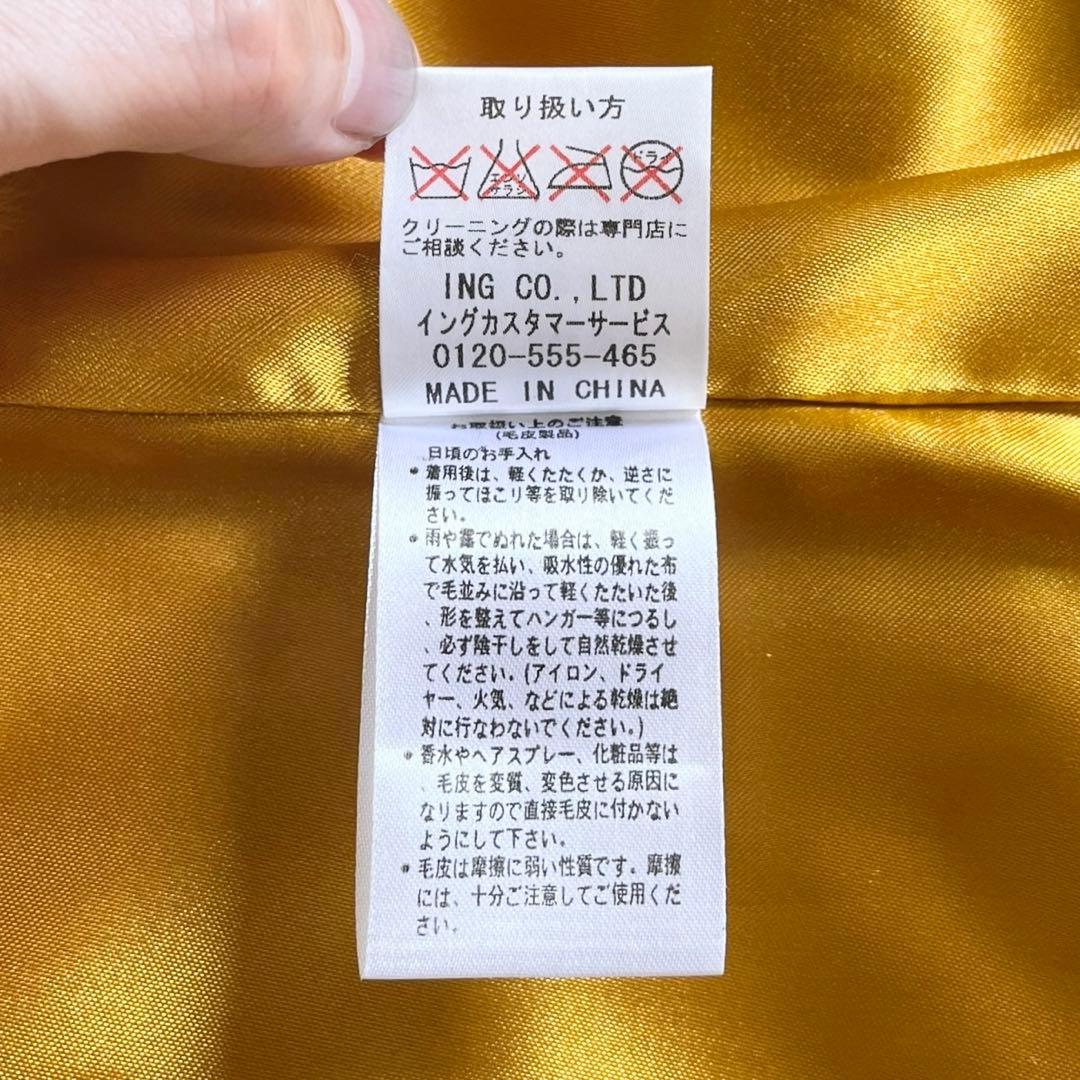 取り扱い方
エンソ
サラシ
ドライ
クリーニングの際は専門店に
ご相談ください。
ING CO.,LTD
イングカスタマーサービス
0120-555-465
MADE IN CHINA
お取扱い上のご注意
(毛皮製品)
日頃のお手入れ
• 着用後は、軽くたたくか、逆さに
振ってほこり等を取り除いてくだ
さい。
• 雨や露でぬれた場合は、軽く振っ
て水気を払い、吸水性の優れた布
で毛並みに沿って軽くたたいた後
、形を整えてハンガー等につるし
、必ず陰干しをして自然乾燥させ
てください。(アイロン、ドライ
ヤー、火気、などによる乾燥は絶
対に行なわないでください。)
• 香水やヘアスプレー、化粧品等は
、毛皮を変質、変色させる原因に
なりますので直接毛皮に付かない
ようにして下さい。
• 毛皮は摩擦に弱い性質です。摩擦
には、十分ご注意してご使用くだ
さい。